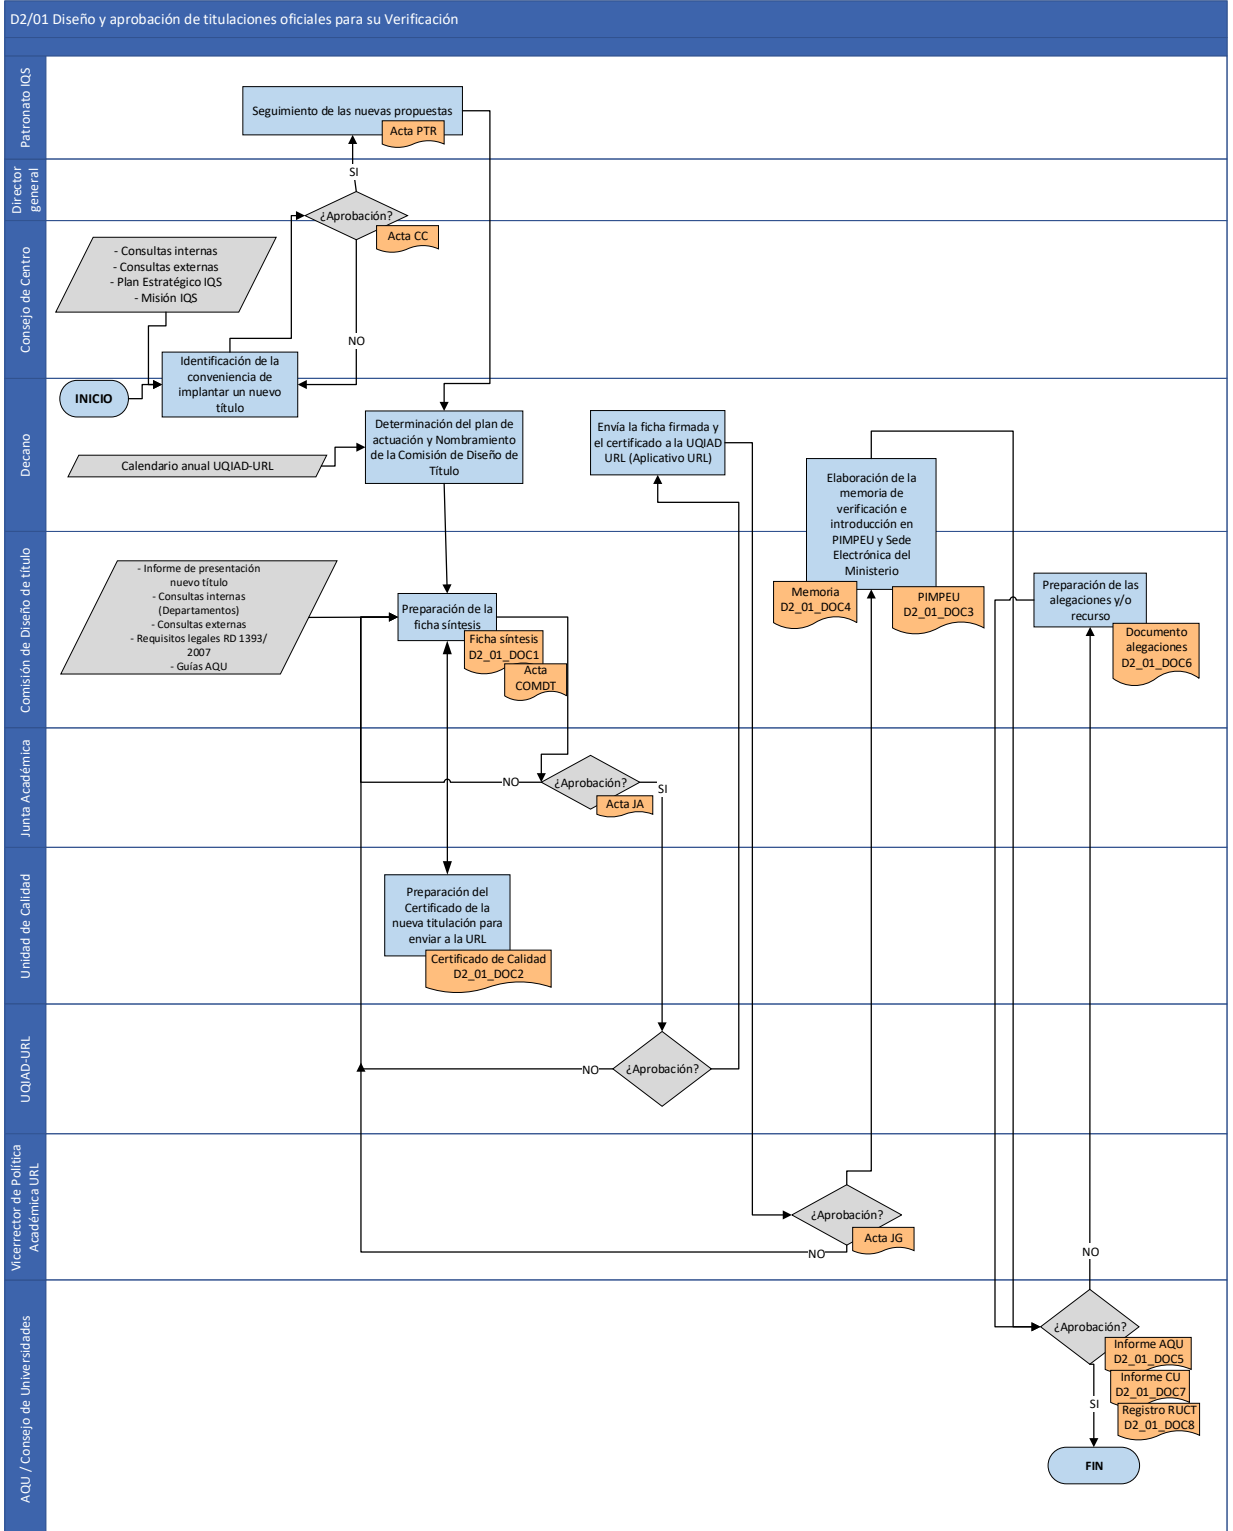 D2/01 Diseño y aprobación de titulaciones oficiales para su Verificación
Patronato IQS
Seguimiento de las nuevas propuestas
Acta PTR
SI
Director
general
¿Aprobación?
Acta CC
Consejo de Centro
- Consultas internas
- Consultas externas
- Plan Estratégico IQS
- Misión IQS
NO
Identificación de la
conveniencia de
implantar un nuevo
título
INICIO
Decano
Determinación del plan de
actuación y Nombramiento
de la Comisión de Diseño de
Título
Calendario anual UQIAD-URL
Envía la ficha firmada y
el certificado a la UQIAD
URL (Aplicativo URL)
Elaboración de la
memoria de
verificación e
introducción en
PIMPEU y Sede
Electrónica del
Ministerio
Memoria
D2_01_DOC4
PIMPEU
D2_01_DOC3
Comisión de Diseño de título
- Informe de presentación
nuevo título
- Consultas internas
(Departamentos)
- Consultas externas
- Requisitos legales RD 1393/
2007
- Guías AQU
Preparación de la
ficha síntesis
Ficha síntesis
D2_01_DOC1
Acta
COMDT
Preparación de las
alegaciones y/o
recurso
Documento
alegaciones
D2_01_DOC6
Junta Académica
NO
¿Aprobación?
SI
Acta JA
Unidad de Calidad
Preparación del
Certificado de la
nueva titulación para
enviar a la URL
Certificado de Calidad
D2_01_DOC2
UQIAD-URL
NO
¿Aprobación?
Vicerrector de Política
Académica URL
¿Aprobación?
Acta JG
NO
NO
AQU / Consejo de Universidades
¿Aprobación?
Informe AQU
D2_01_DOC5
Informe CU
D2_01_DOC7
SI
Registro RUCT
D2_01_DOC8
FIN